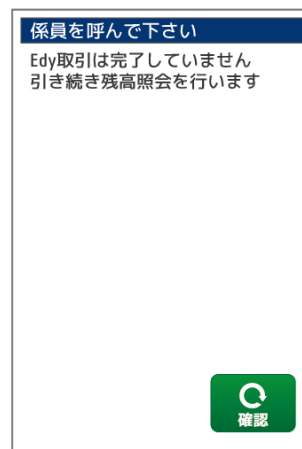 係員を呼んで下さい
Edy取引は完了していません
引き続き残高照会を行います
確認